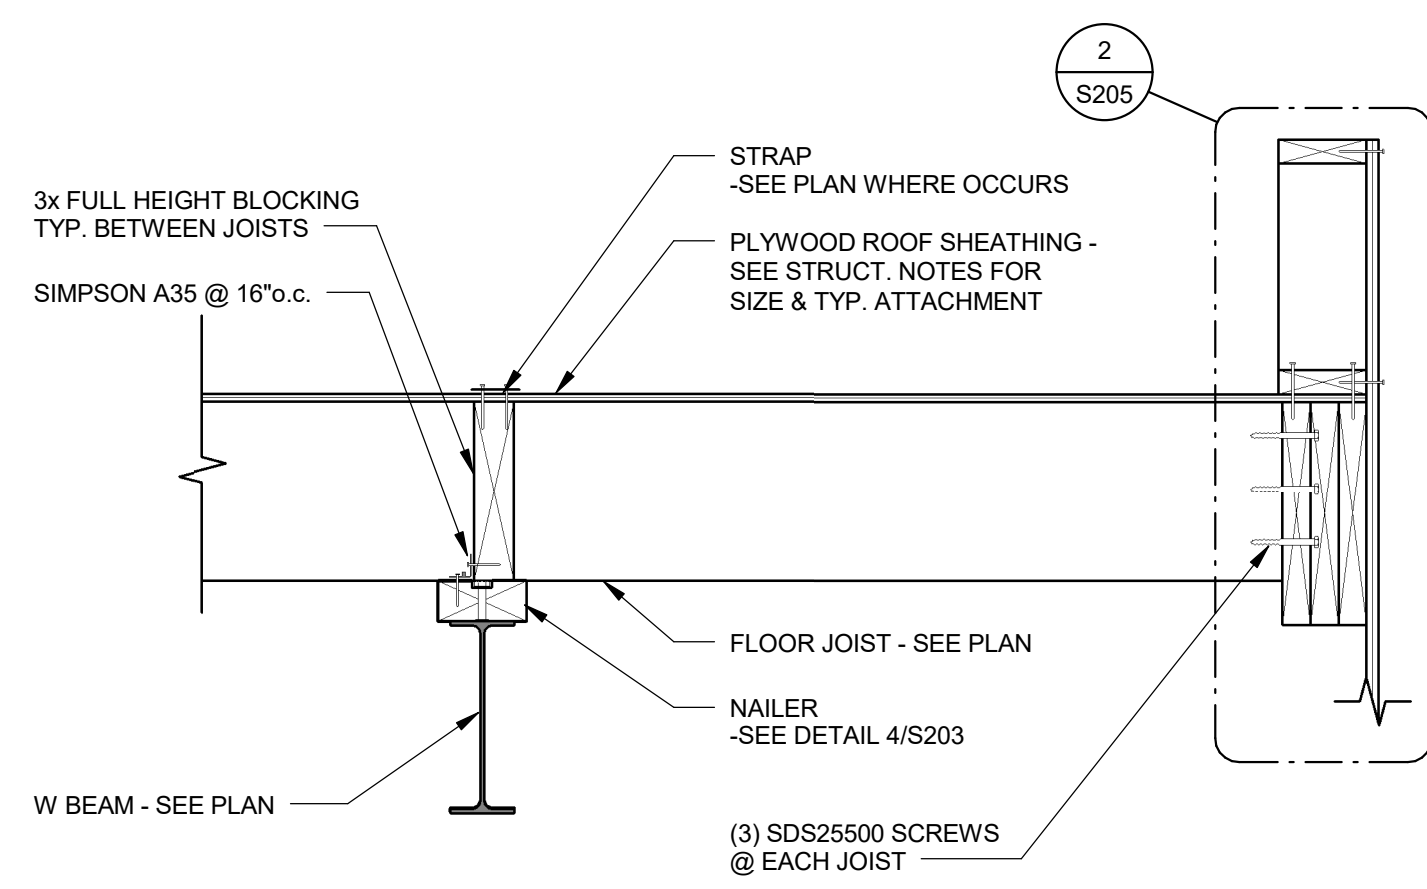 2
S205
STRAP
-SEE PLAN WHERE OCCURS
3x FULL HEIGHT BLOCKING
TYP. BETWEEN JOISTS
PLYWOOD ROOF SHEATHING -
SEE STRUCT. NOTES FOR
SIZE & TYP. ATTACHMENT
SIMPSON A35 @ 16"o.c.
FLOOR JOIST - SEE PLAN
NAILER
-SEE DETAIL 4/S203
W BEAM - SEE PLAN
(3) SDS25500 SCREWS
@ EACH JOIST